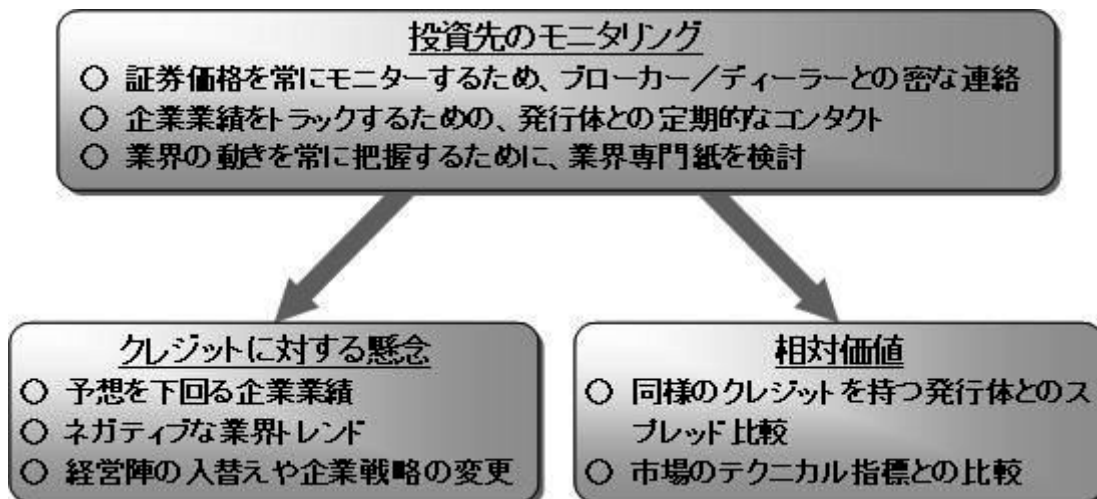 投資先のモニタリング
○ 証券価格を常にモニターするため、ブローカー／ディーラーとの密な連絡
○ 企業業績をトラックするための、発行体との定期的なコンタクト
○ 業界の動きを常に把握するために、業界専門紙を検討
クレジットに対する懸念
○ 予想を下回る企業業績
○ ネガティブな業界トレンド
○ 経営陣の入替えや企業戦略の変更
相対価値
○ 同様のクレジットを持つ発行体とのス
プレッド比較
○ 市場のテクニカル指標との比較